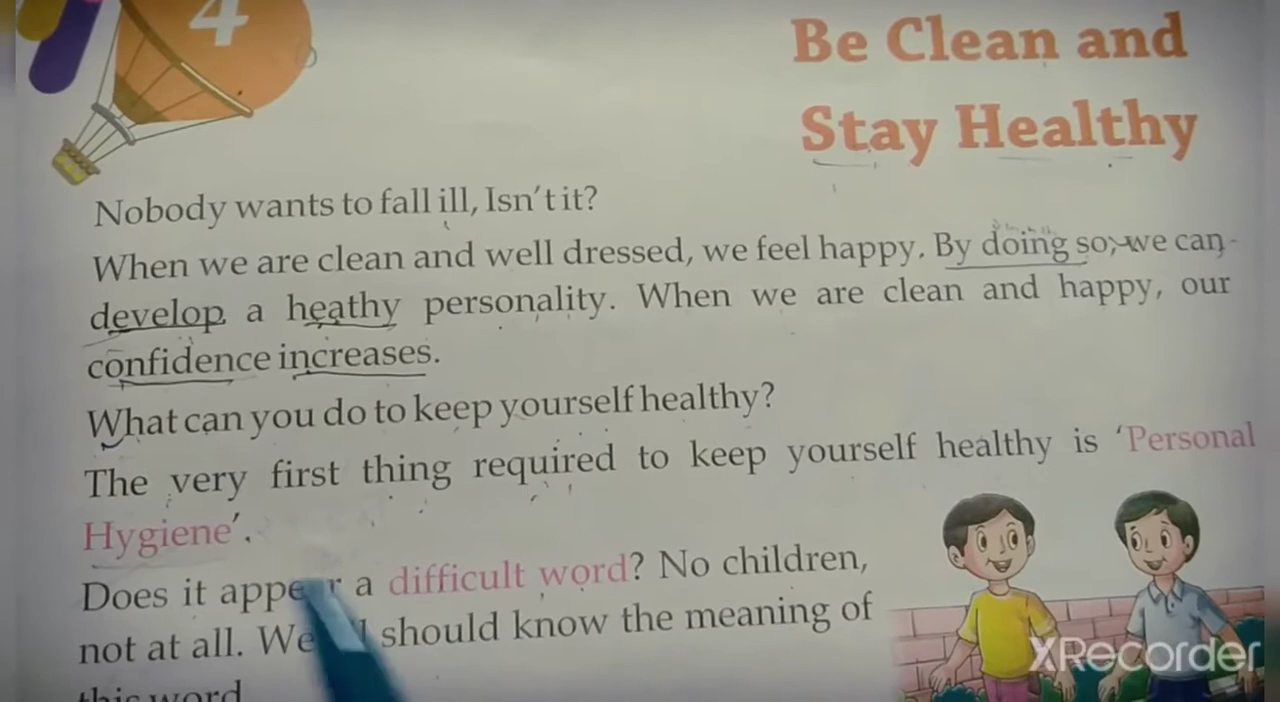 4
Be Clean and
Stay Healthy
Nobody wants to fall ill, Isn't it?
When we are clean and well dressed, we feel happy. By doing so, we can
develop a heathy personality. When we are clean and happy, our
confidence increases.
What can you do to keep yourself healthy?
The very first thing required to keep yourself healthy is 'Personal
Hygiene'.
Does it a difficult word? No children,
not at all. We should know the meaning of
this word
XRecorder